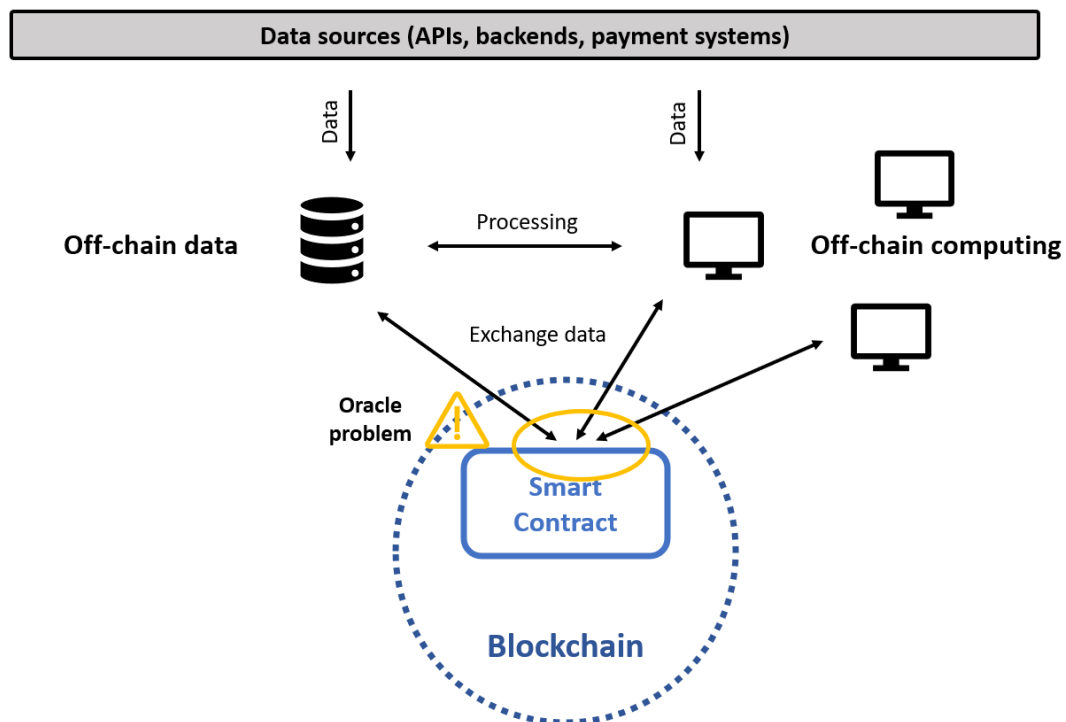 Data sources (APIs, backends, payment systems)
Data
Data
Processing
Off-chain data
Off-chain computing
Exchange data
Oracle
problem
Smart
Contract
Blockchain